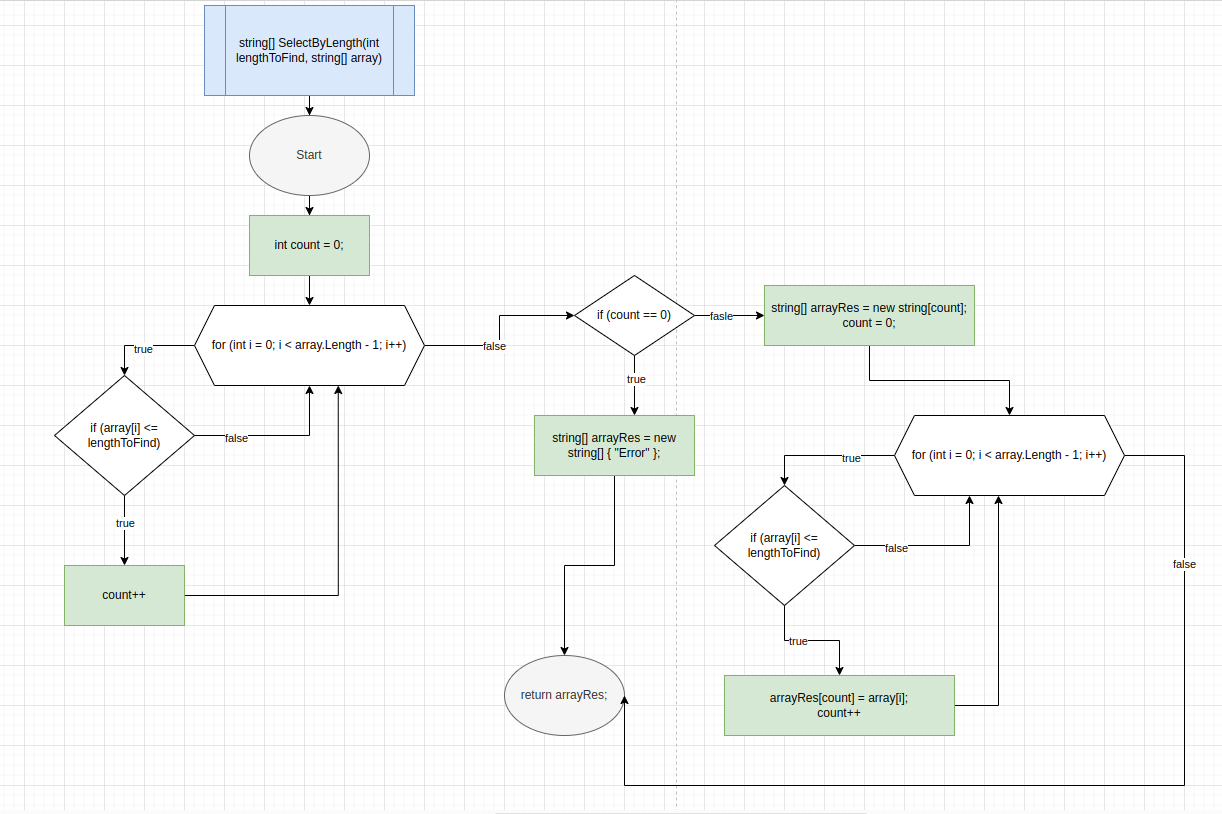 string[] SelectByLength(int
lengthToFind, string[] array)
Start
int count = 0;
for (int i = 0; i < array.Length - 1; i++)
true
false
if (array[i] <=
lengthToFind)
false
true
count++
if (count == 0)
fasle
true
string[] arrayRes = new
string[] { "Error" };
string[] arrayRes = new string[count];
count = 0;
for (int i = 0; i < array.Length - 1; i++)
true
false
if (array[i] <=
lengthToFind)
false
true
arrayRes[count] = array[i];
count++
return arrayRes;